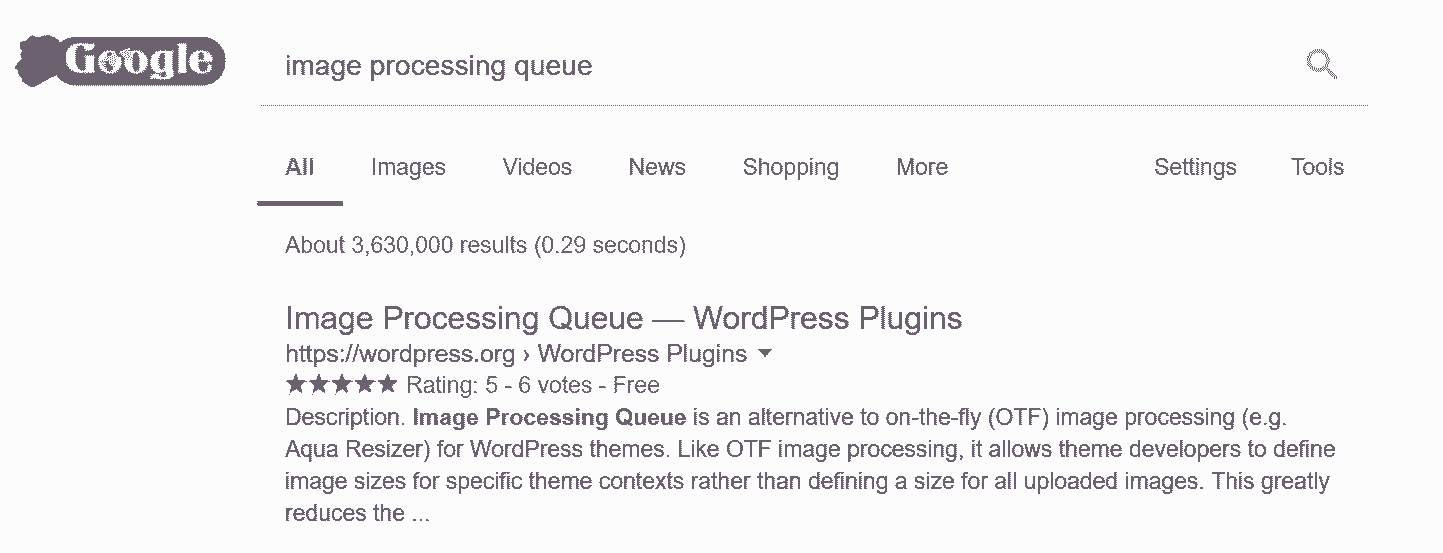 Google
image processing queue
All Images Videos News Shopping More Settings Tools
About 3,630,000 results (0.29 seconds)
Image Processing Queue — WordPress Plugins
https://wordpress.org › WordPress Plugins
★★★★★ Rating: 5 - 6 votes - Free
Description. Image Processing Queue is an alternative to on-the-fly (OTF) image processing (e.g.
Aqua Resizer) for WordPress themes. Like OTF image processing, it allows theme developers to define
image sizes for specific theme contexts rather than defining a size for all uploaded images. This greatly
reduces the ...